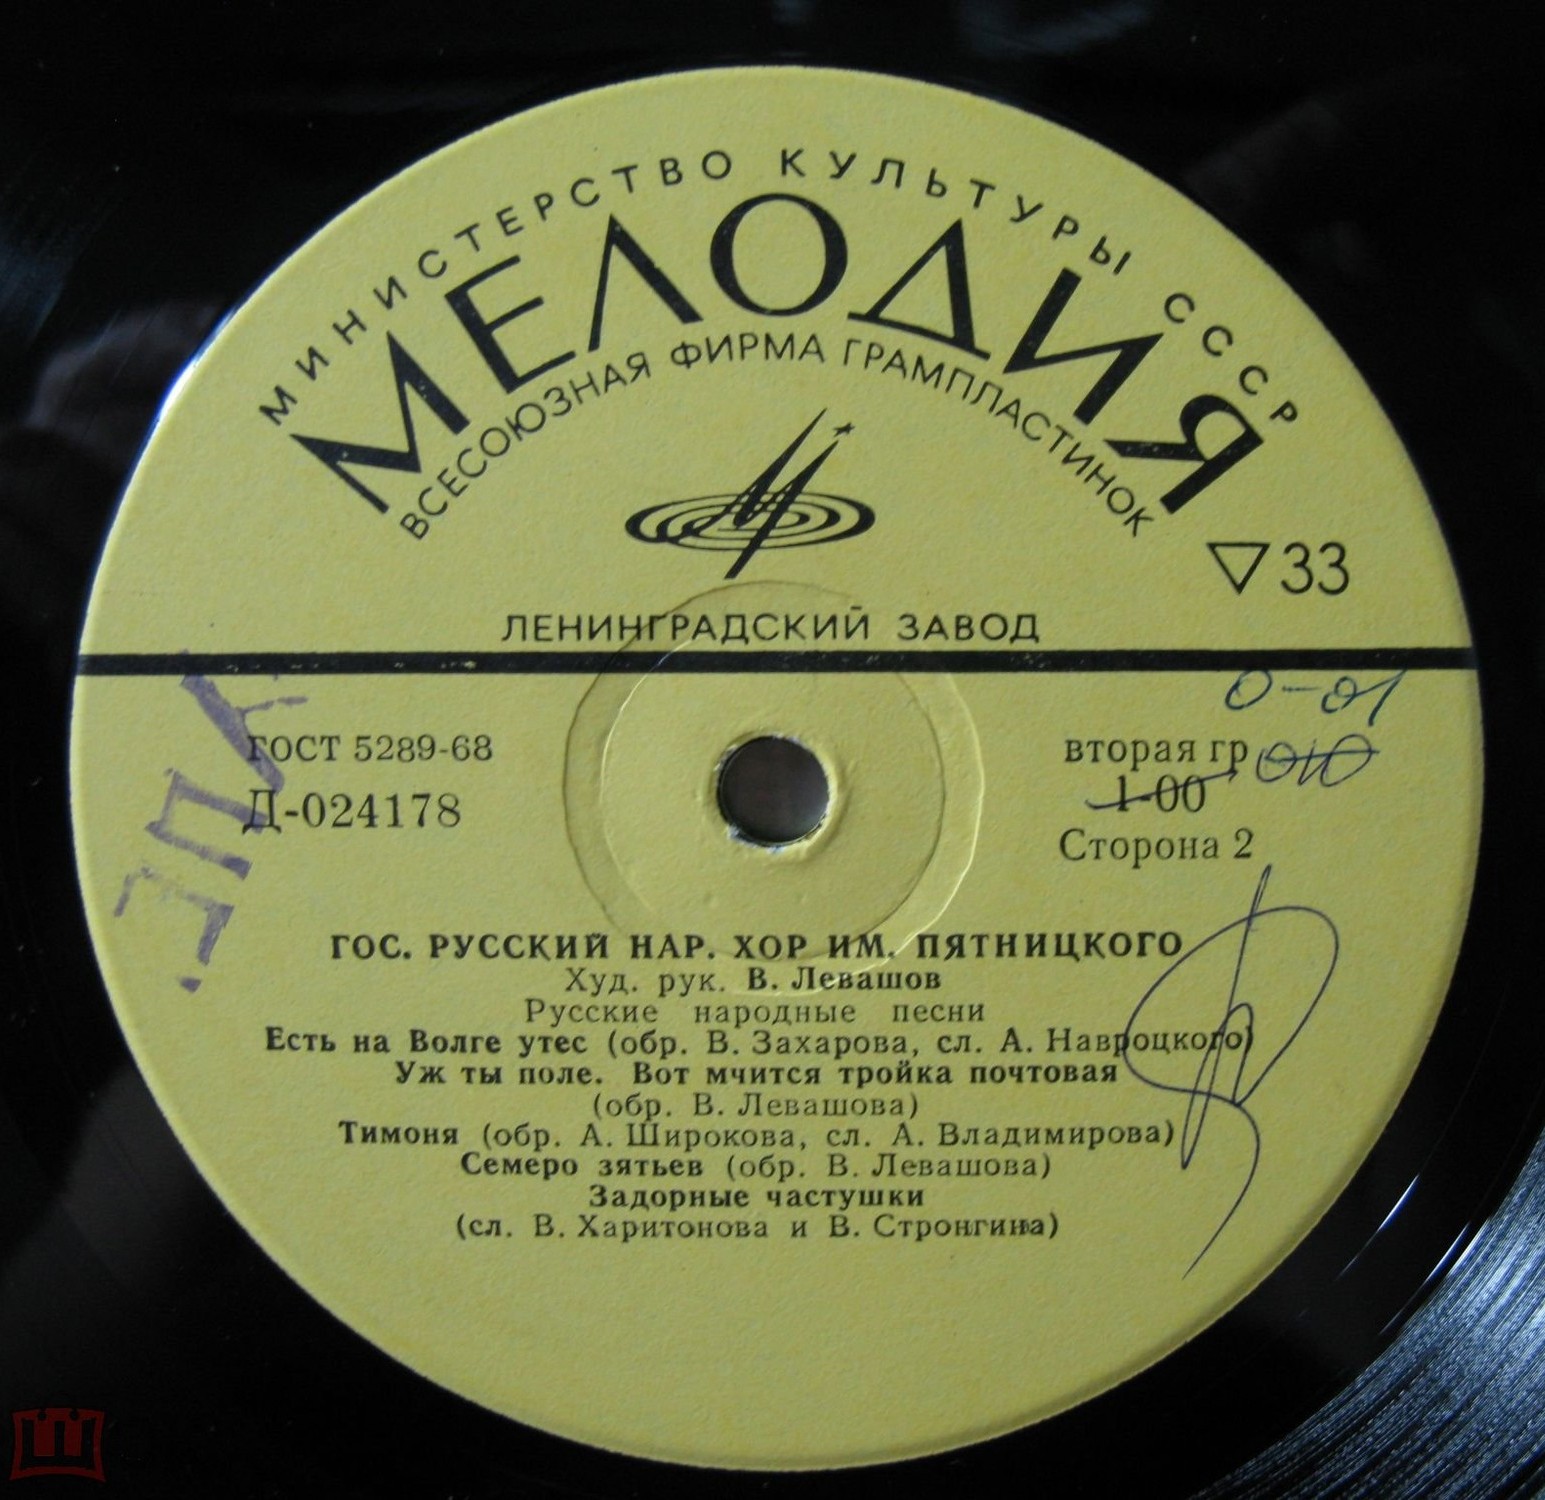 МИНИСТЕРСТВО КУЛЬТУРЫ СССР
МЕЛОДИЯ
ВСЕСОЮЗНАЯ ФИРМА ГРАМПЛАСТИНОК
33
ЛЕНИНГРАДСКИЙ ЗАВОД
0-01
ГОСТ 5289-68
вторая гр
Д-024178
1-00
Сторона 2
ГОС. РУССКИЙ НАР. ХОР ИМ. ПЯТНИЦКОГО
Худ. рук. В. Левашов
Русские народные песни
Есть на Волге утес (обр. В. Захарова, сл. А. Навроцкого)
Уж ты поле. Вот мчится тройка почтовая
(обр. В. Левашова)
Тимоня (обр. А. Широкова, сл. А. Владимирова)
Семеро зятьев (обр. В. Левашова)
Задорные частушки
(сл. В. Харитонова и В. Стронгина)